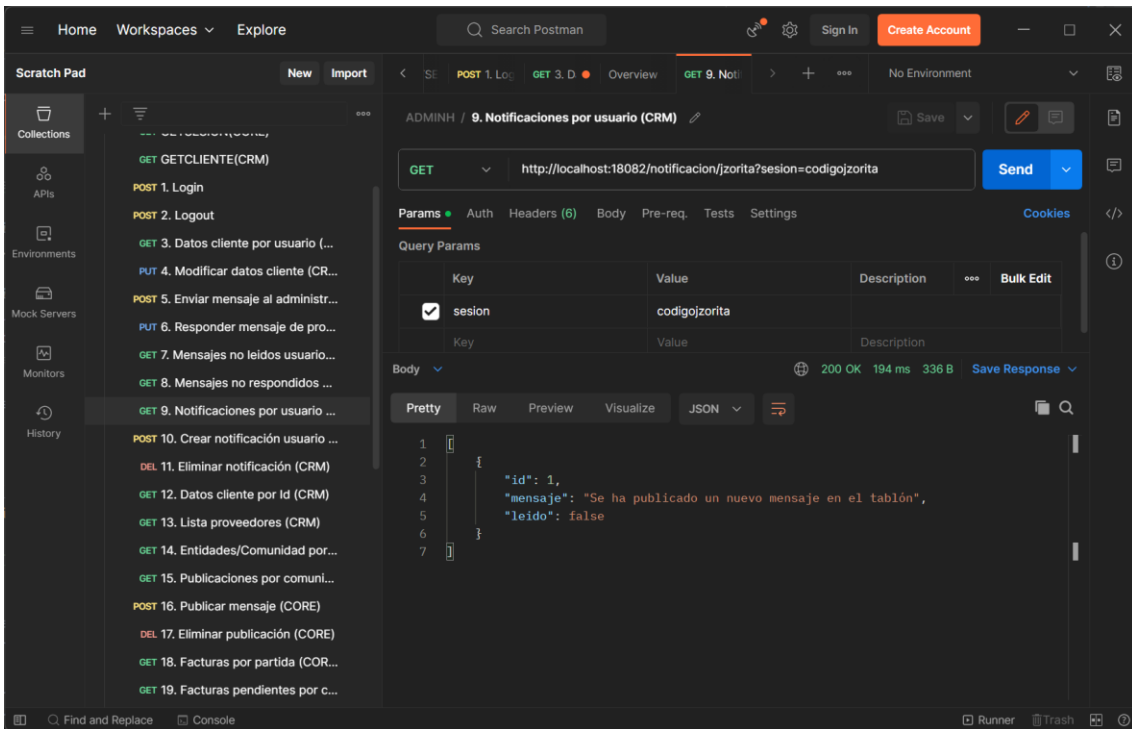 Home Workspaces Explore Search Postman Sign In Create Account
Scratch Pad New Import
POST 1. Log GET 3. D Overview GET 9. Noti No Environment
Collections
APIs
Environments
Mock Servers
Monitors
History
GET GETCLIENTE(CRM)
POST 1. Login
POST 2. Logout
GET 3. Datos cliente por usuario (...
PUT 4. Modificar datos cliente (CR...
POST 5. Enviar mensaje al administr...
PUT 6. Responder mensaje de pro...
GET 7. Mensajes no leidos usuario...
GET 8. Mensajes no respondidos ...
GET 9. Notificaciones por usuario ...
POST 10. Crear notificación usuario ...
DEL 11. Eliminar notificación (CRM)
GET 12. Datos cliente por Id (CRM)
GET 13. Lista proveedores (CRM)
GET 14. Entidades/Comunidad por...
GET 15. Publicaciones por comuni...
POST 16. Publicar mensaje (CORE)
DEL 17. Eliminar publicación (CORE)
GET 18. Facturas por partida (COR...
GET 19. Facturas pendientes por c...
ADMINH / 9. Notificaciones por usuario (CRM) Save
GET http://localhost:18082/notificacion/jzorita?sesion=codigojzorita Send
Params Auth Headers (6) Body Pre-req. Tests Settings Cookies
Query Params
Key Value Description Bulk Edit
sesion codigojzorita
Key Value Description
Body 200 OK 194 ms 336 B Save Response
Pretty Raw Preview Visualize JSON
1 [
2 {
3 "id": 1,
4 "mensaje": "Se ha publicado un nuevo mensaje en el tablón",
5 "leido": false
6 }
7 ]
Find and Replace Console Runner Trash